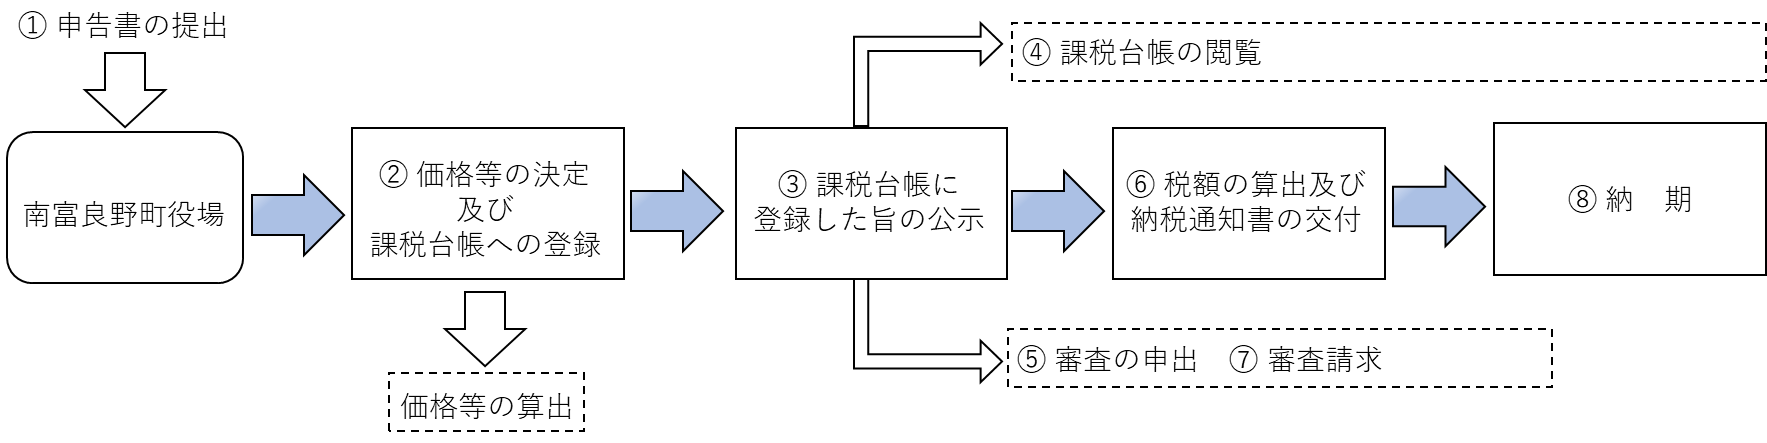 ① 申告書の提出
南富良野町役場
② 価格等の決定
及び
課税台帳への登録
価格等の算出
③ 課税台帳に
登録した旨の公示
④ 課税台帳の閲覧
⑤ 審査の申出　⑦ 審査請求
⑥ 税額の算出及び
納税通知書の交付
⑧ 納　期